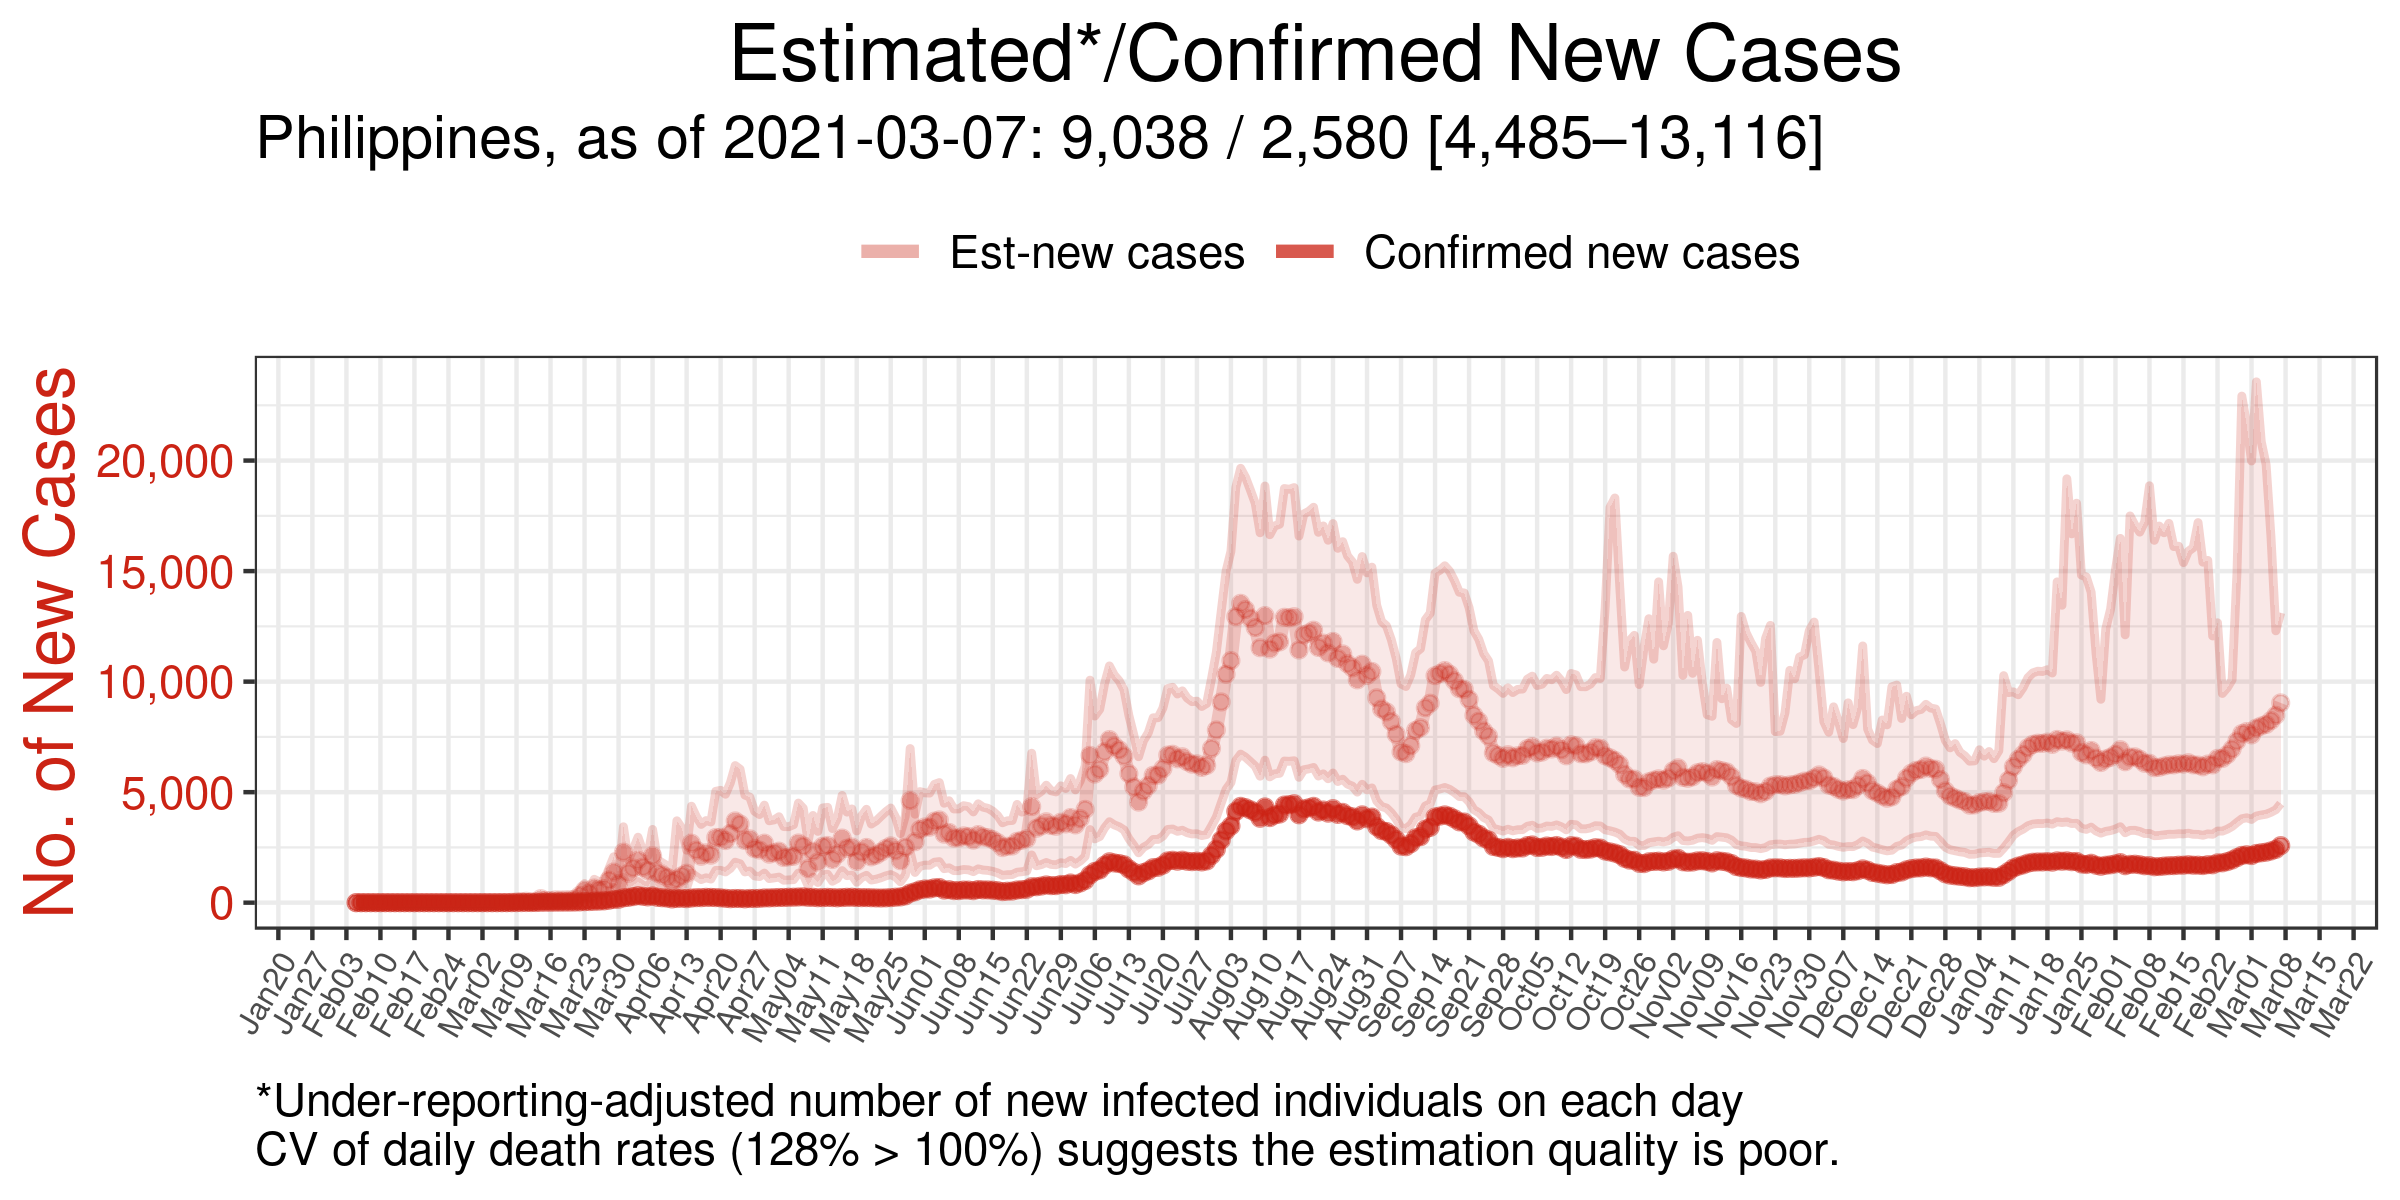 Estimated*/Confirmed New Cases
Philippines, as of 2021-03-07: 9,038 / 2,580 [4,485–13,116]
Est-new cases Confirmed new cases
No. of New Cases
20,000
15,000
10,000
5,000
0
Jan20 Jan27 Feb03 Feb10 Feb17 Feb24 Mar02 Mar09 Mar16 Mar23 Mar30 Apr06 Apr13 Apr20 Apr27 May04 May11 May18 May25 Jun01 Jun08 Jun15 Jun22 Jun29 Jul06 Jul13 Jul20 Jul27 Aug03 Aug10 Aug17 Aug24 Aug31 Sep07 Sep14 Sep21 Sep28 Oct05 Oct12 Oct19 Oct26 Nov02 Nov09 Nov16 Nov23 Nov30 Dec07 Dec14 Dec21 Dec28 Jan04 Jan11 Jan18 Jan25 Feb01 Feb08 Feb15 Feb22 Mar01 Mar08 Mar15 Mar22
*Under-reporting-adjusted number of new infected individuals on each day
CV of daily death rates (128% > 100%) suggests the estimation quality is poor.